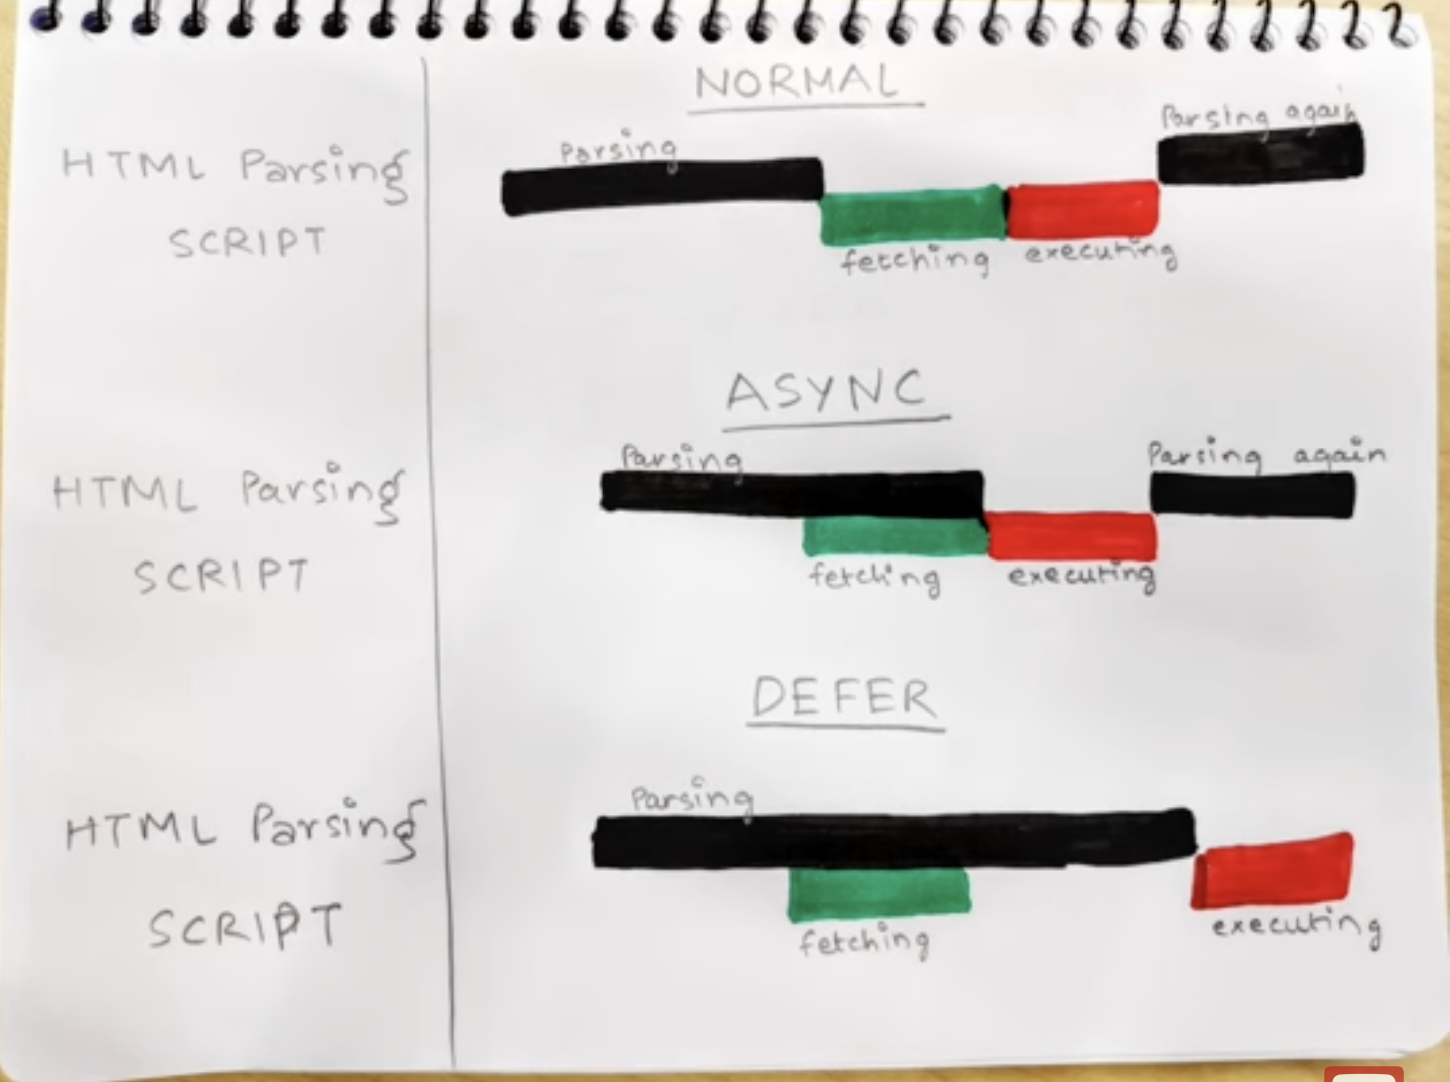 NORMAL
Parsing again
HTML Parsing
Parsing
SCRIPT
fetching executing
ASYNC
Parsing
Parsing again
HTML Parsing
SCRIPT
fetching executing
DEFER
Parsing
HTML Parsing
SCRIPT
fetching
executing